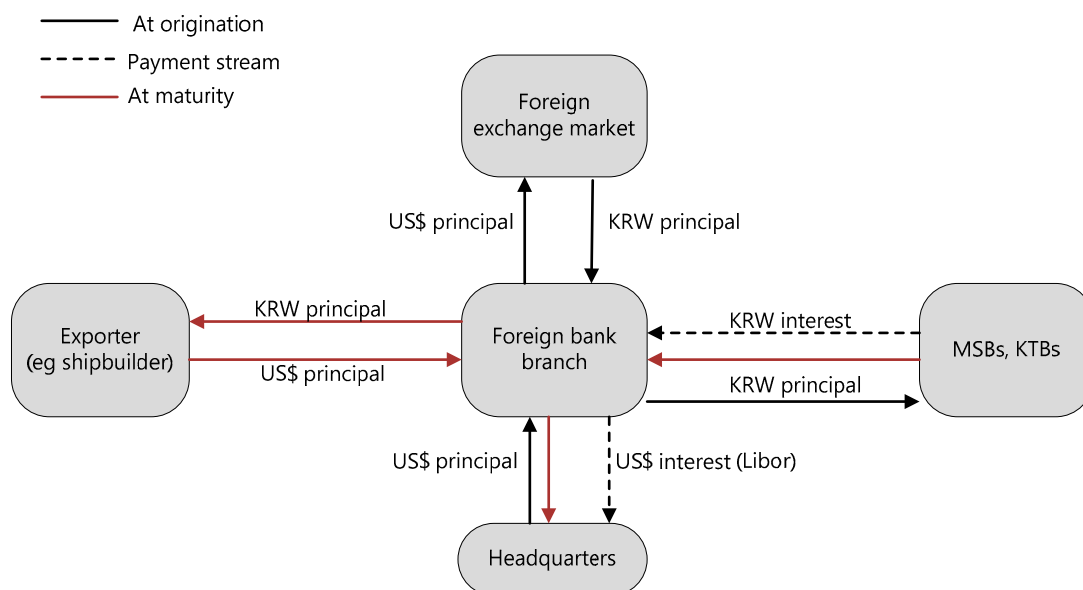 At origination
Payment stream
At maturity
Foreign
exchange market
US$ principal
KRW principal
Exporter
(eg shipbuilder)
KRW principal
US$ principal
Foreign bank
branch
KRW interest
KRW principal
MSBs, KTBs
US$ principal
US$ interest (Libor)
Headquarters